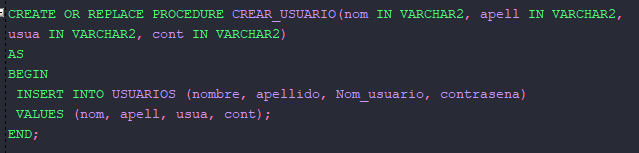 CREATE OR REPLACE PROCEDURE CREAR_USUARIO(nom IN VARCHAR2, apell IN VARCHAR2,
usua IN VARCHAR2, cont IN VARCHAR2)
AS
BEGIN
INSERT INTO USUARIOS (nombre, apellido, Nom_usuario, contrasena)
VALUES (nom, apell, usua, cont);
END;